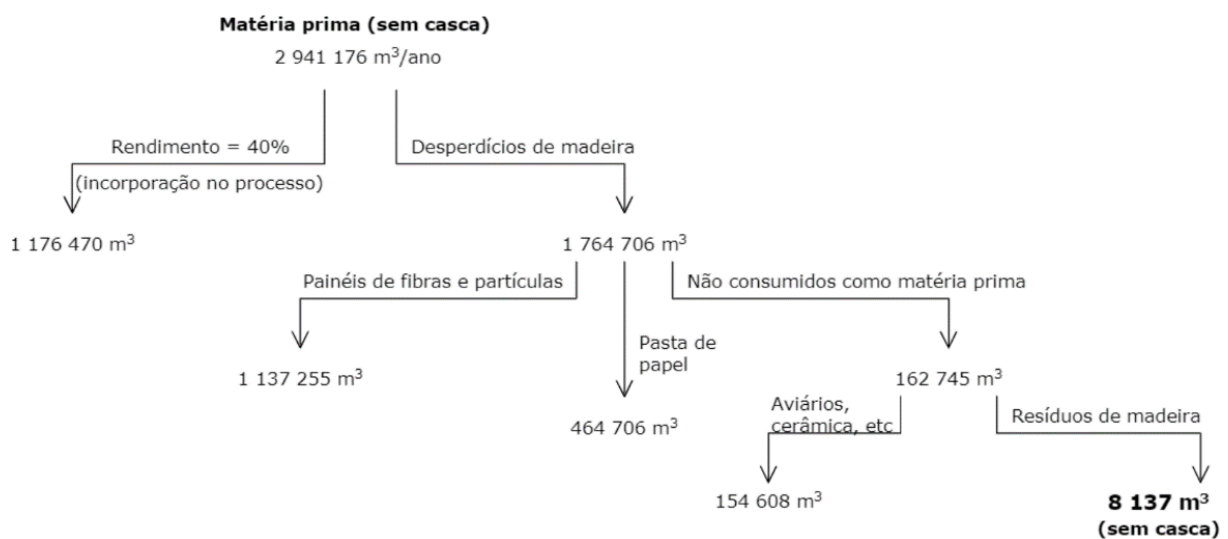 Matéria prima (sem casca)
2 941 176 m³/ano
Rendimento = 40%
Desperdícios de madeira
(incorporação no processo)
1 176 470 m³
1 764 706 m³
Painéis de fibras e partículas
Não consumidos como matéria prima
Pasta de
papel
1 137 255 m³
162 745 m³
Aviários,
cerâmica, etc
Resíduos de madeira
464 706 m³
154 608 m³
8 137 m³
(sem casca)